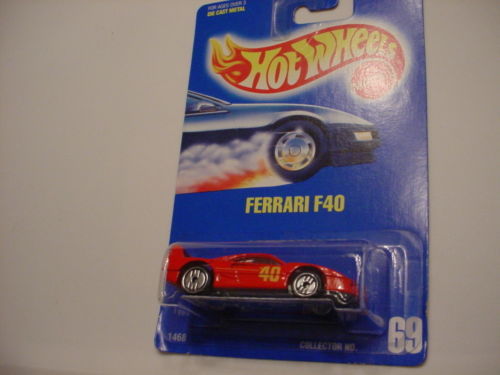 FOR AGES OVER 3
DIE CAST METAL
HOT WHEELS
FERRARI F40
40
1468
COLLECTOR NO.
69